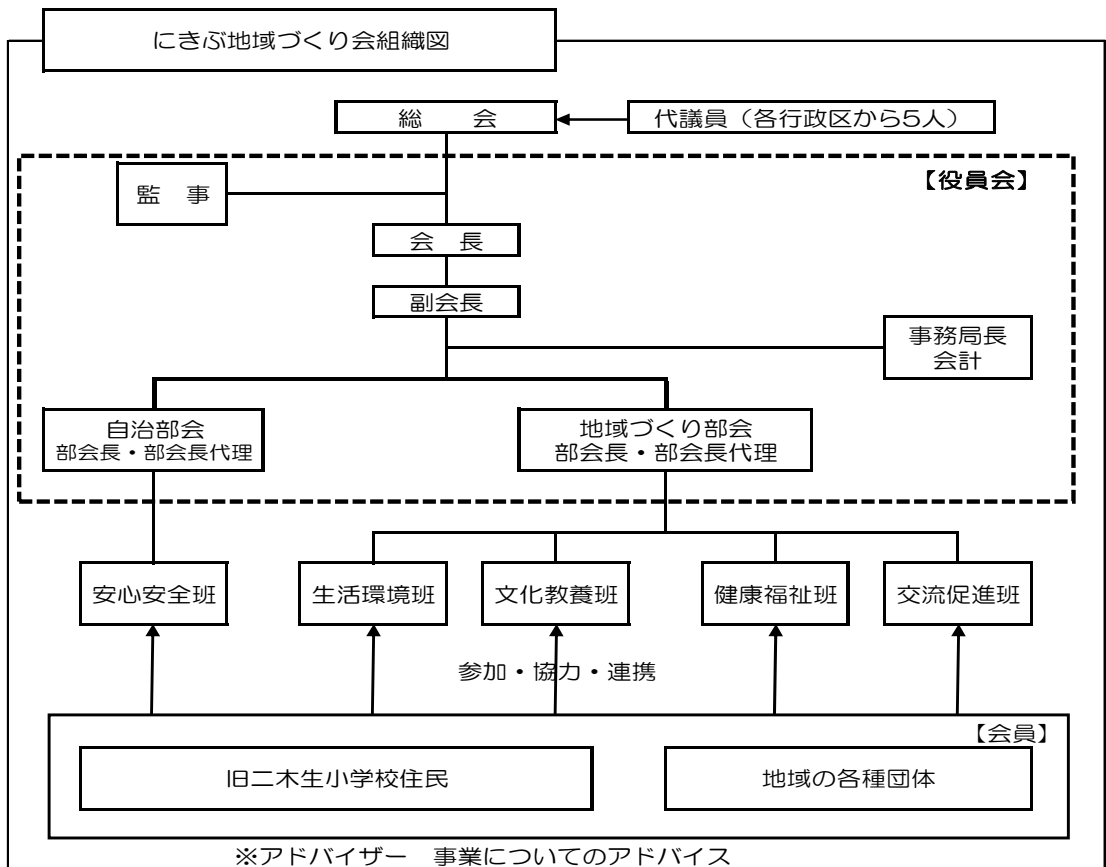 にきぶ地域づくり会組織図
総　会
代議員（各行政区から5人）
【役員会】
監　事
会　長
副会長
事務局長
会計
自治部会
部会長・部会長代理
地域づくり部会
部会長・部会長代理
安心安全班
生活環境班
文化教養班
健康福祉班
交流促進班
参加・協力・連携
【会員】
旧二木生小学校住民
地域の各種団体
※アドバイザー　事業についてのアドバイス